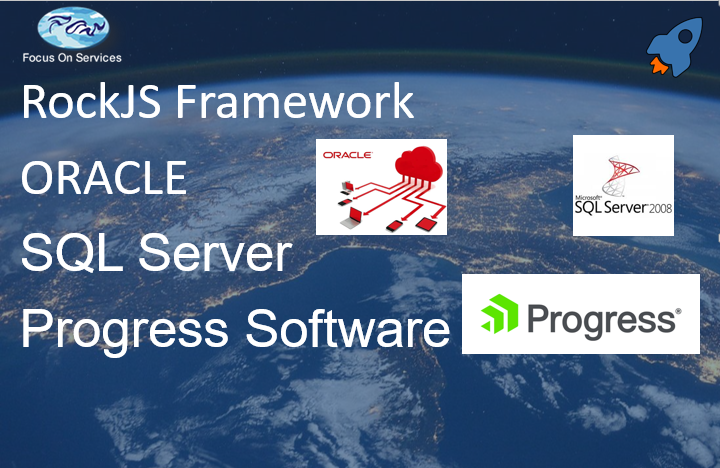 Focus On Services
RockJS Framework
ORACLE
ORACLE®
Microsoft®
SQL Server® 2008
SQL Server
Progress Software
Progress®